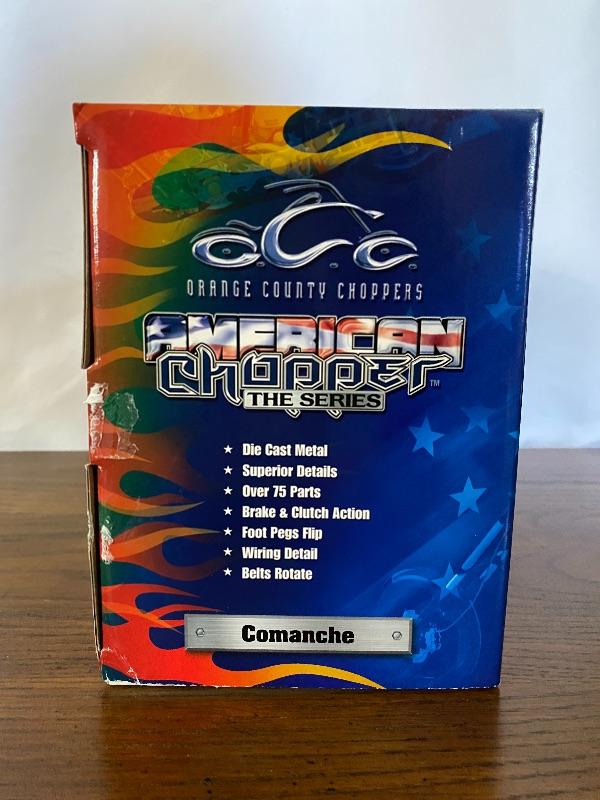 O.C.C.
ORANGE COUNTY CHOPPERS
AMERICAN
Chopper™
THE SERIES
★ Die Cast Metal
★ Superior Details
★ Over 75 Parts
★ Brake & Clutch Action
★ Foot Pegs Flip
★ Wiring Detail
★ Belts Rotate
Comanche